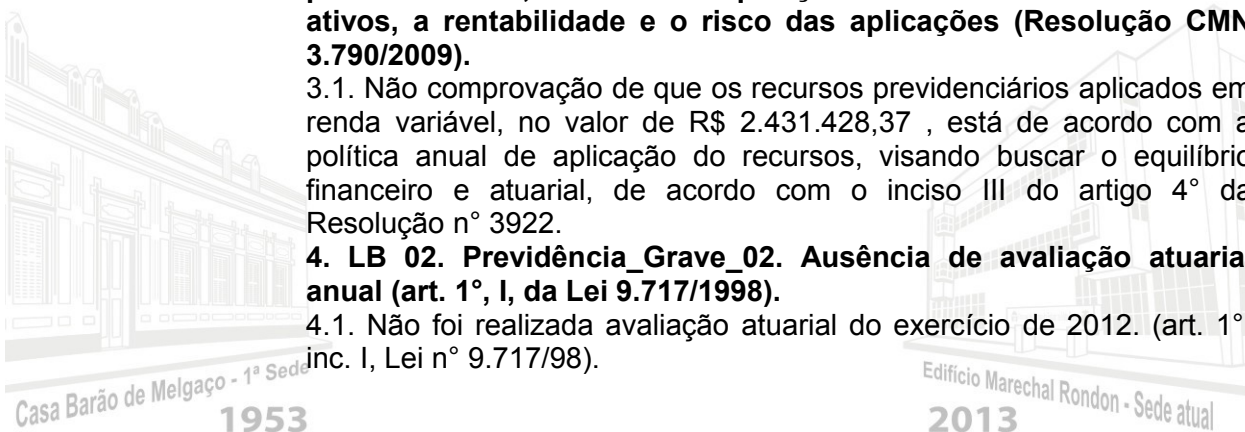 ativos, a rentabilidade e o risco das aplicações (Resolução CMN
3.790/2009).
3.1. Não comprovação de que os recursos previdenciários aplicados em
renda variável, no valor de R$ 2.431.428,37 , está de acordo com a
política anual de aplicação do recursos, visando buscar o equilíbrio
financeiro e atuarial, de acordo com o inciso III do artigo 4° da
Resolução n° 3922.
4. LB 02. Previdência_Grave_02. Ausência de avaliação atuarial
anual (art. 1°, I, da Lei 9.717/1998).
4.1. Não foi realizada avaliação atuarial do exercício de 2012. (art. 1°
inc. I, Lei n° 9.717/98).
Casa Barão de Melgaço - 1ª Sede
1953
Edifício Marechal Rondon - Sede atual
2013